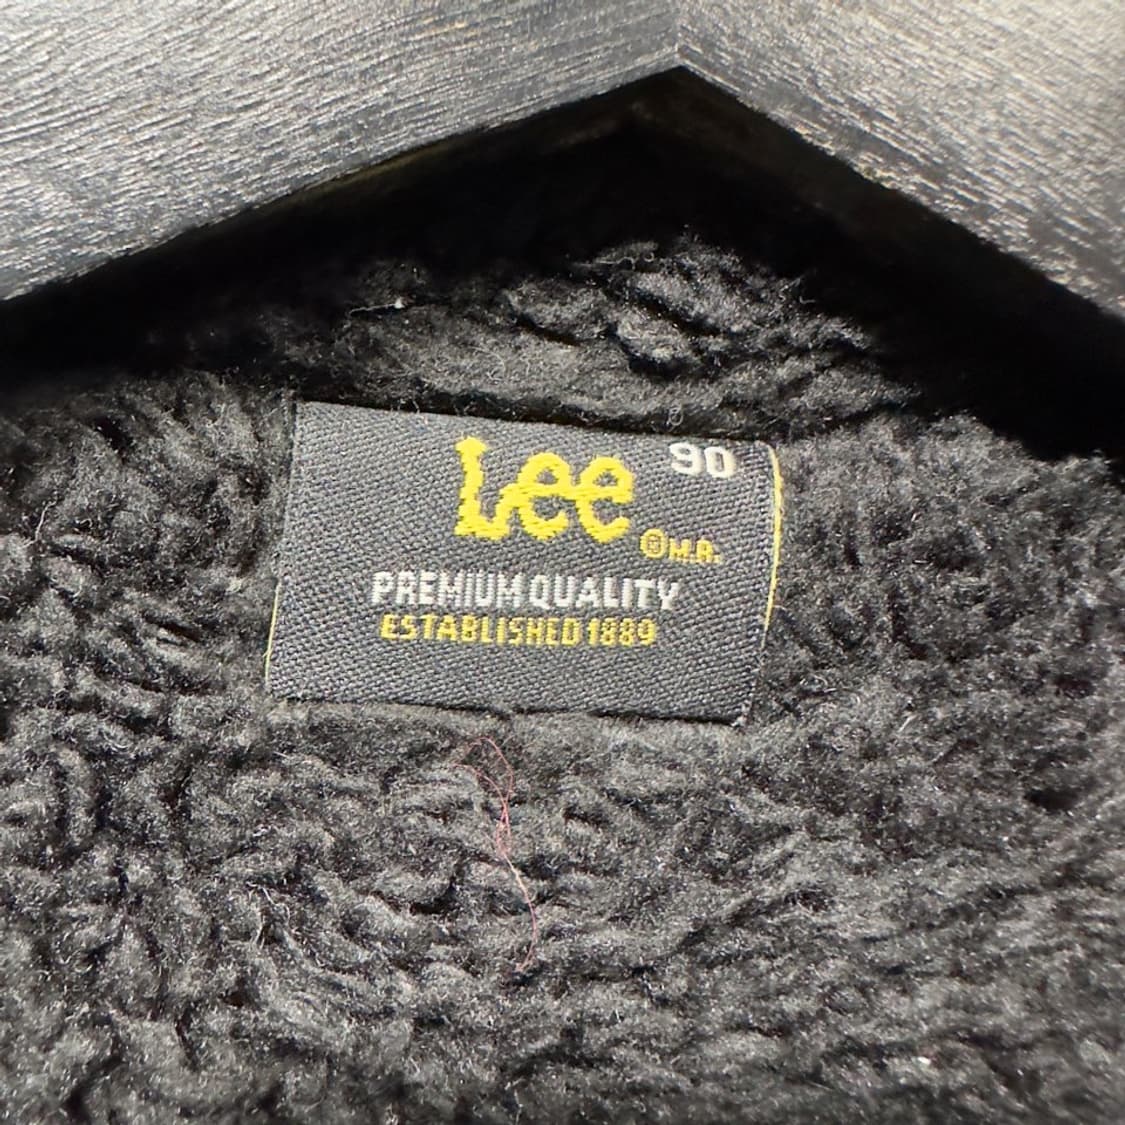 Lee 90
®M.R.
PREMIUM QUALITY
ESTABLISHED 1889